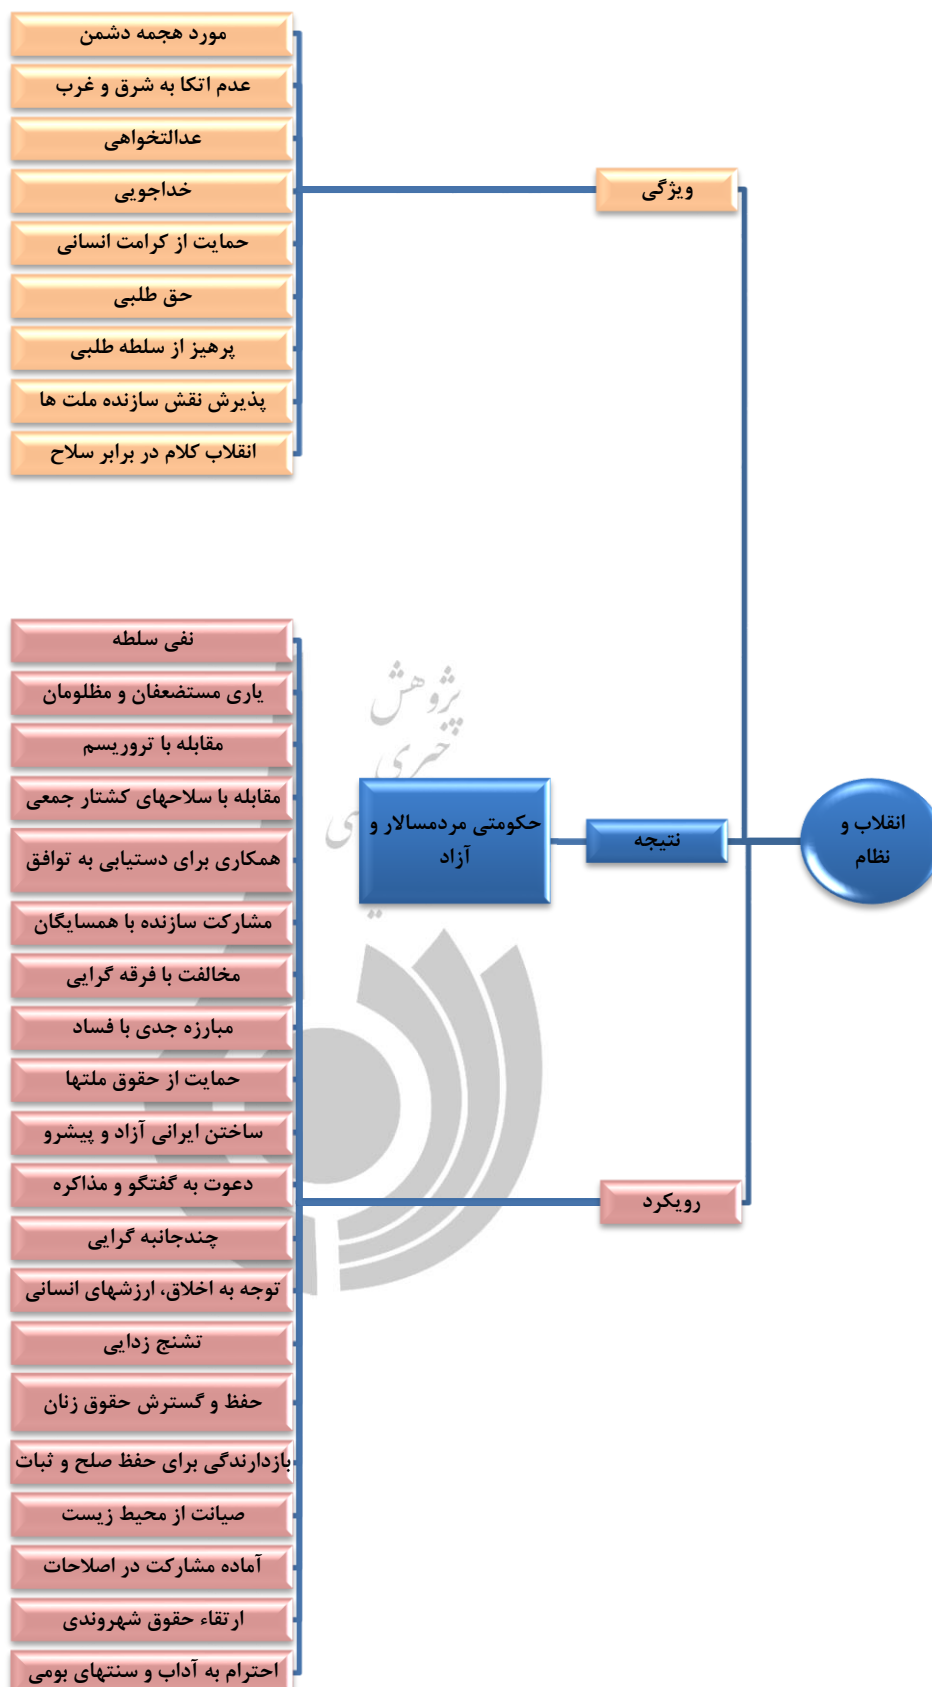 انقلاب و
نظام
ویژگی
مورد هجمه دشمن
عدم اتکا به شرق و غرب
عدالتخواهی
خداجویی
حمایت از کرامت انسانی
حق طلبی
پرهیز از سلطه طلبی
پذیرش نقش سازنده ملت ها
انقلاب کلام در برابر سلاح
نتیجه
حکومتی مردمسالار و
آزاد
رویکرد
نفی سلطه
یاری مستضعفان و مظلومان
مقابله با تروریسم
مقابله با سلاحهای کشتار جمعی
همکاری برای دستیابی به توافق
مشارکت سازنده با همسایگان
مخالفت با فرقه گرایی
مبارزه جدی با فساد
حمایت از حقوق ملتها
ساختن ایرانی آزاد و پیشرو
دعوت به گفتگو و مذاکره
چندجانبه گرایی
توجه به اخلاق، ارزشهای انسانی
تشنج زدایی
حفظ و گسترش حقوق زنان
بازدارندگی برای حفظ صلح و ثبات
صیانت از محیط زیست
آماده مشارکت در اصلاحات
ارتقاء حقوق شهروندی
احترام به آداب و سنتهای بومی
پژوهش
خبری